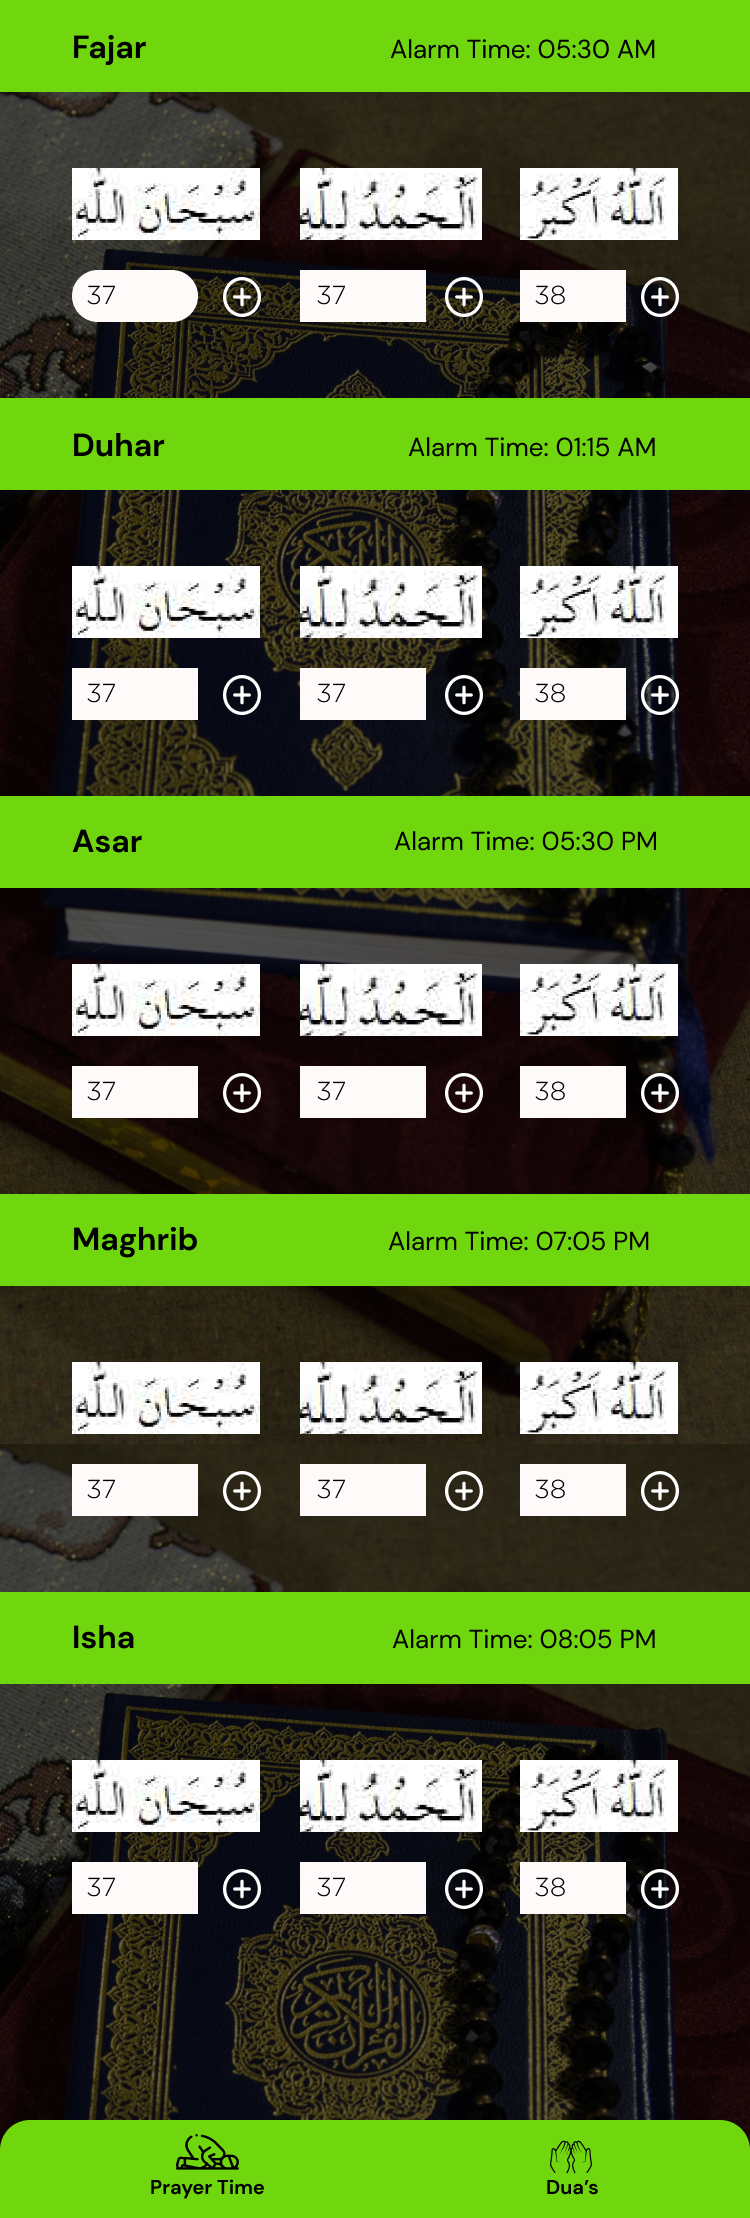 Fajar Alarm Time: 05:30 AM
سُبْحَانَ اللّٰهِ اَلْحَمْدُ لِلّٰهِ اَللّٰهُ اَكْبَرُ
37 37 38
Duhar Alarm Time: 01:15 AM
سُبْحَانَ اللّٰهِ اَلْحَمْدُ لِلّٰهِ اَللّٰهُ اَكْبَرُ
37 37 38
Asar Alarm Time: 05:30 PM
سُبْحَانَ اللّٰهِ اَلْحَمْدُ لِلّٰهِ اَللّٰهُ اَكْبَرُ
37 37 38
Maghrib Alarm Time: 07:05 PM
سُبْحَانَ اللّٰهِ اَلْحَمْدُ لِلّٰهِ اَللّٰهُ اَكْبَرُ
37 37 38
Isha Alarm Time: 08:05 PM
سُبْحَانَ اللّٰهِ اَلْحَمْدُ لِلّٰهِ اَللّٰهُ اَكْبَرُ
37 37 38
القرآن الكريم
Prayer Time Dua's